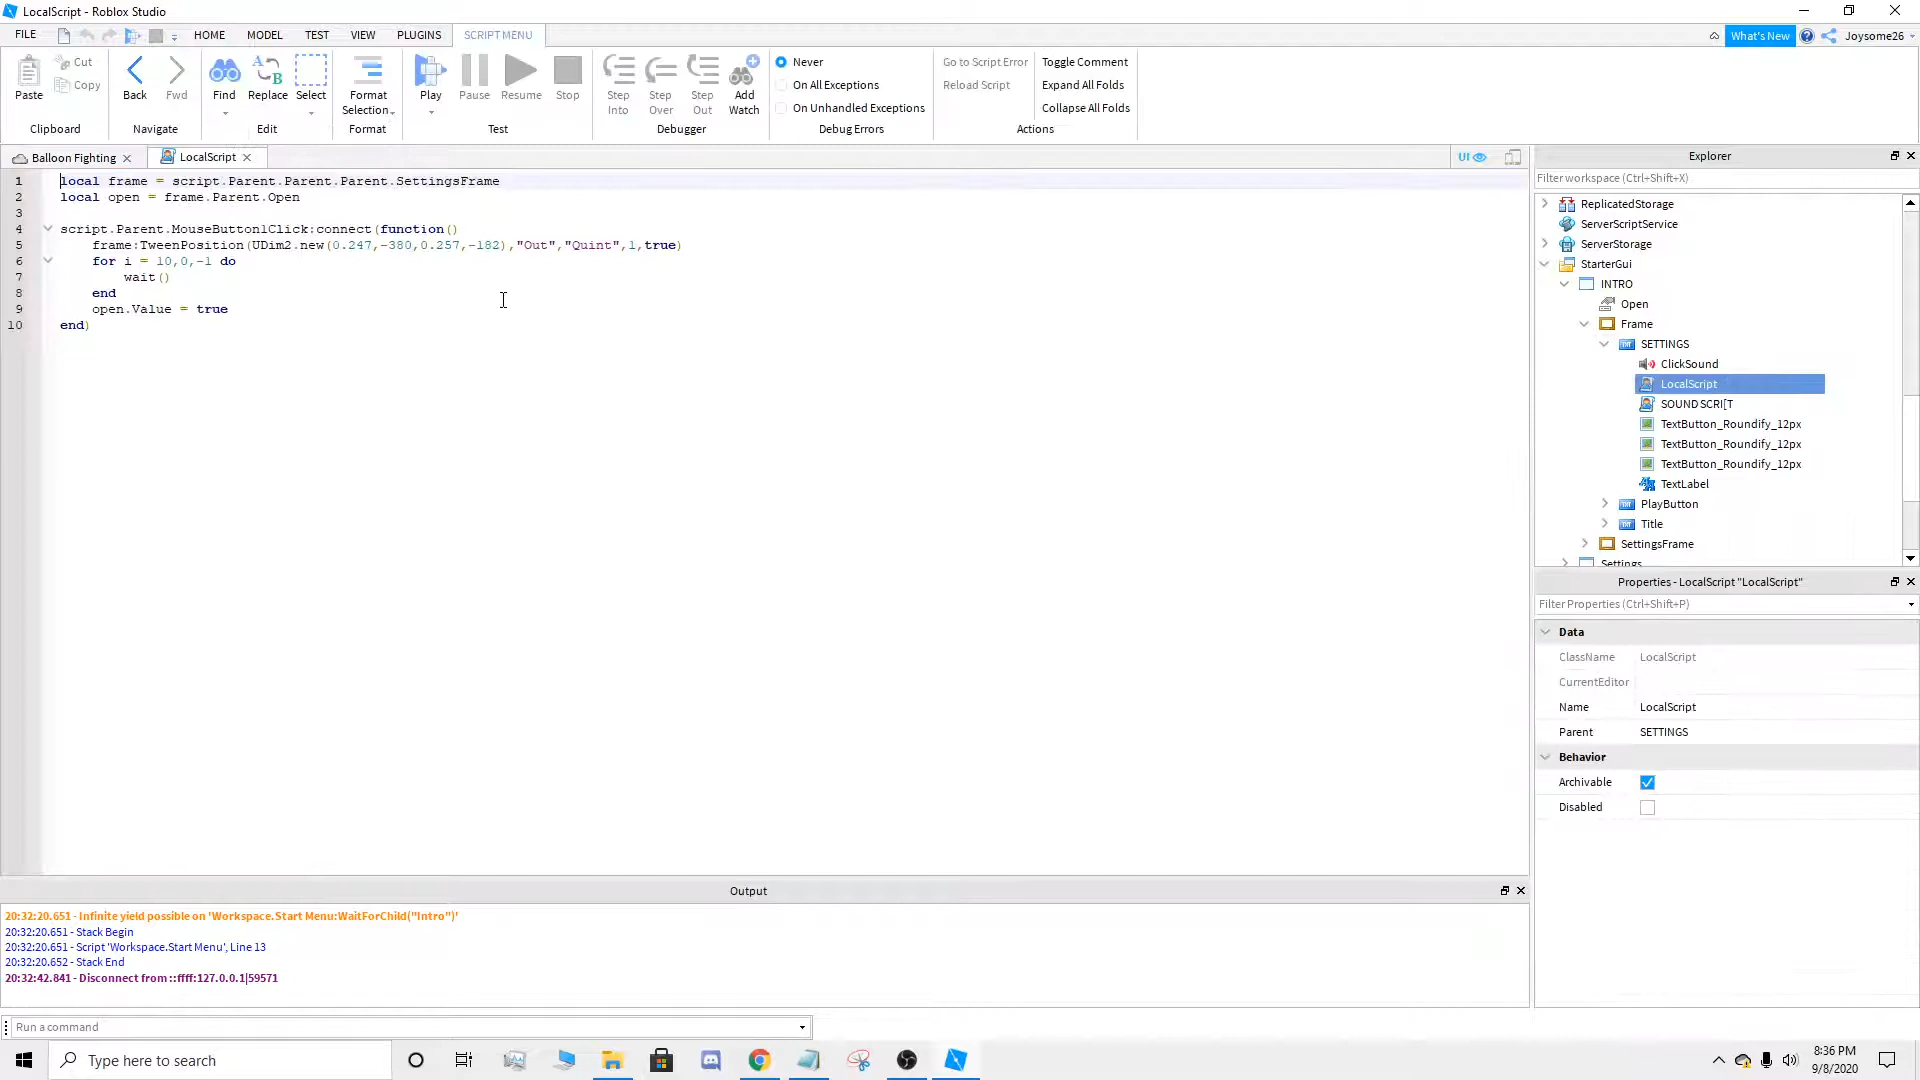 LocalScript - Roblox Studio
FILE
HOME
MODEL
TEST
VIEW
PLUGINS
SCRIPT MENU
What's New
Joysome26
Paste
Cut
Copy
Clipboard
Back
Fwd
Navigate
Find
Replace
Select
Edit
Format
Selection
Format
Play
Pause
Resume
Stop
Test
Step
Into
Step
Over
Step
Out
Add
Watch
Debugger
Never
On All Exceptions
On Unhandled Exceptions
Debug Errors
Go to Script Error
Reload Script
Toggle Comment
Expand All Folds
Collapse All Folds
Actions
Balloon Fighting
LocalScript
UI
1 local frame = script.Parent.Parent.Parent.SettingsFrame
2 local open = frame.Parent.Open
3
4 script.Parent.MouseButton1Click:connect(function()
5 frame:TweenPosition(UDim2.new(0.247,-380,0.257,-182),"Out","Quint",1,true)
6 for i = 10,0,-1 do
7 wait()
8 end
9 open.Value = true
10 end)
Explorer
Filter workspace (Ctrl+Shift+X)
ReplicatedStorage
ServerScriptService
ServerStorage
StarterGui
INTRO
Open
Frame
SETTINGS
ClickSound
LocalScript
SOUND SCRI[T
TextButton_Roundify_12px
TextButton_Roundify_12px
TextButton_Roundify_12px
TextLabel
PlayButton
Title
SettingsFrame
Settings
Properties - LocalScript "LocalScript"
Filter Properties (Ctrl+Shift+P)
Data
ClassName LocalScript
CurrentEditor
Name LocalScript
Parent SETTINGS
Behavior
Archivable
Disabled
Output
20:32:20.651 - Infinite yield possible on 'Workspace.Start Menu:WaitForChild("Intro")'
20:32:20.651 - Stack Begin
20:32:20.651 - Script 'Workspace.Start Menu', Line 13
20:32:20.652 - Stack End
20:32:42.841 - Disconnect from ::ffff:127.0.0.1|59571
Run a command
Type here to search
8:36 PM
9/8/2020